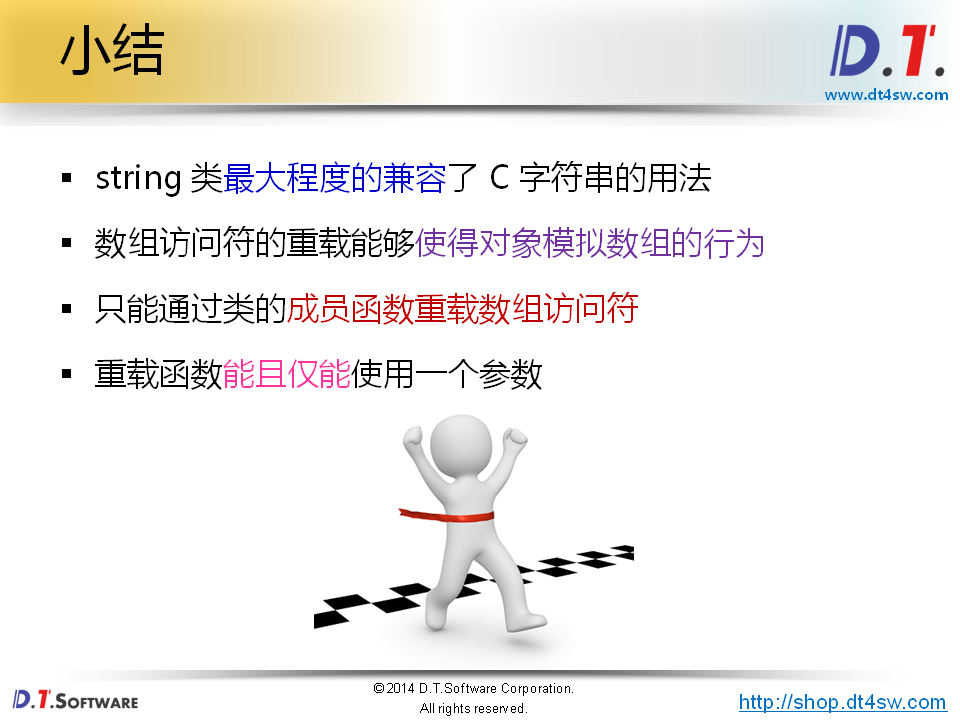 小结
D.T.
www.dt4sw.com
▪ string 类最大程度的兼容了 C 字符串的用法
▪ 数组访问符的重载能够使得对象模拟数组的行为
▪ 只能通过类的成员函数重载数组访问符
▪ 重载函数能且仅能使用一个参数
D.T.SOFTWARE
©2014 D.T.Software Corporation.
All rights reserved.
http://shop.dt4sw.com